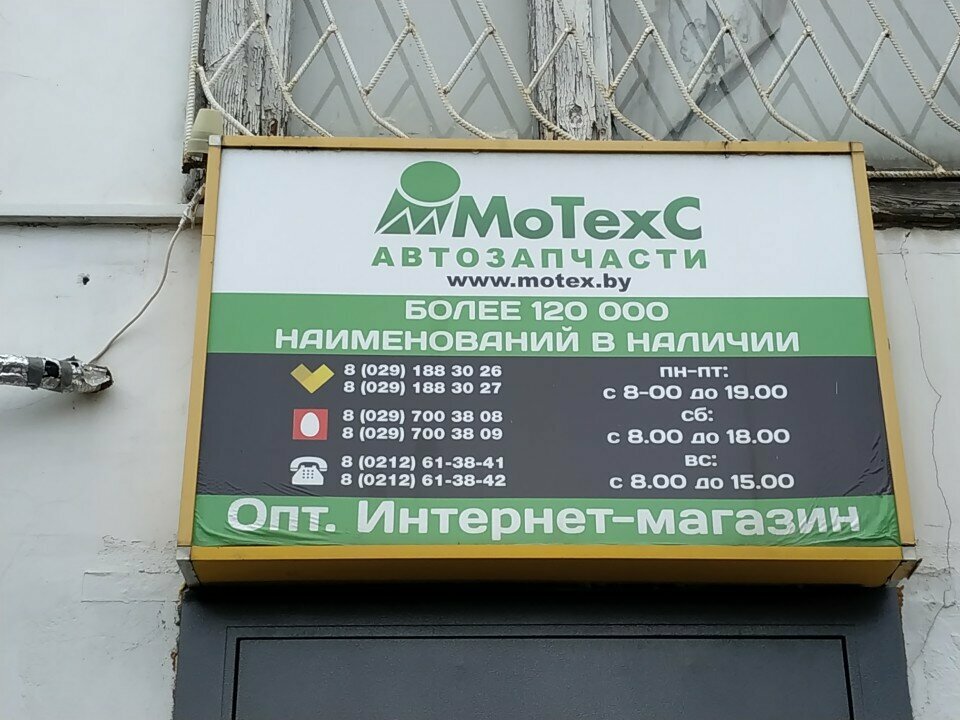 МоТехС
АВТОЗАПЧАСТИ
www.motex.by
БОЛЕЕ 120 000
НАИМЕНОВАНИЙ В НАЛИЧИИ
8 (029) 188 30 26
8 (029) 188 30 27
8 (029) 700 38 08
8 (029) 700 38 09
8 (0212) 61-38-41
8 (0212) 61-38-42
пн-пт:
с 8-00 до 19.00
сб:
с 8.00 до 18.00
вс:
с 8.00 до 15.00
Опт. Интернет-магазин